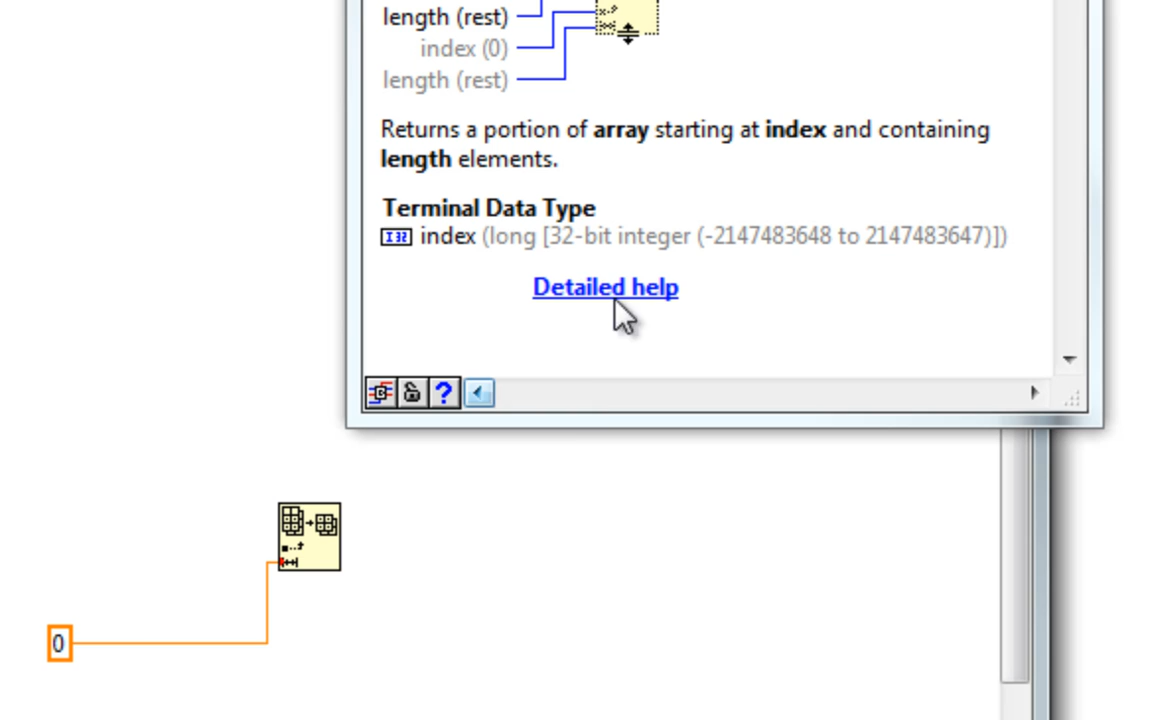 length (rest)
index (0)
length (rest)
Returns a portion of array starting at index and containing
length elements.
Terminal Data Type
I32 index (long [32-bit integer (-2147483648 to 2147483647)])
Detailed help
?
0